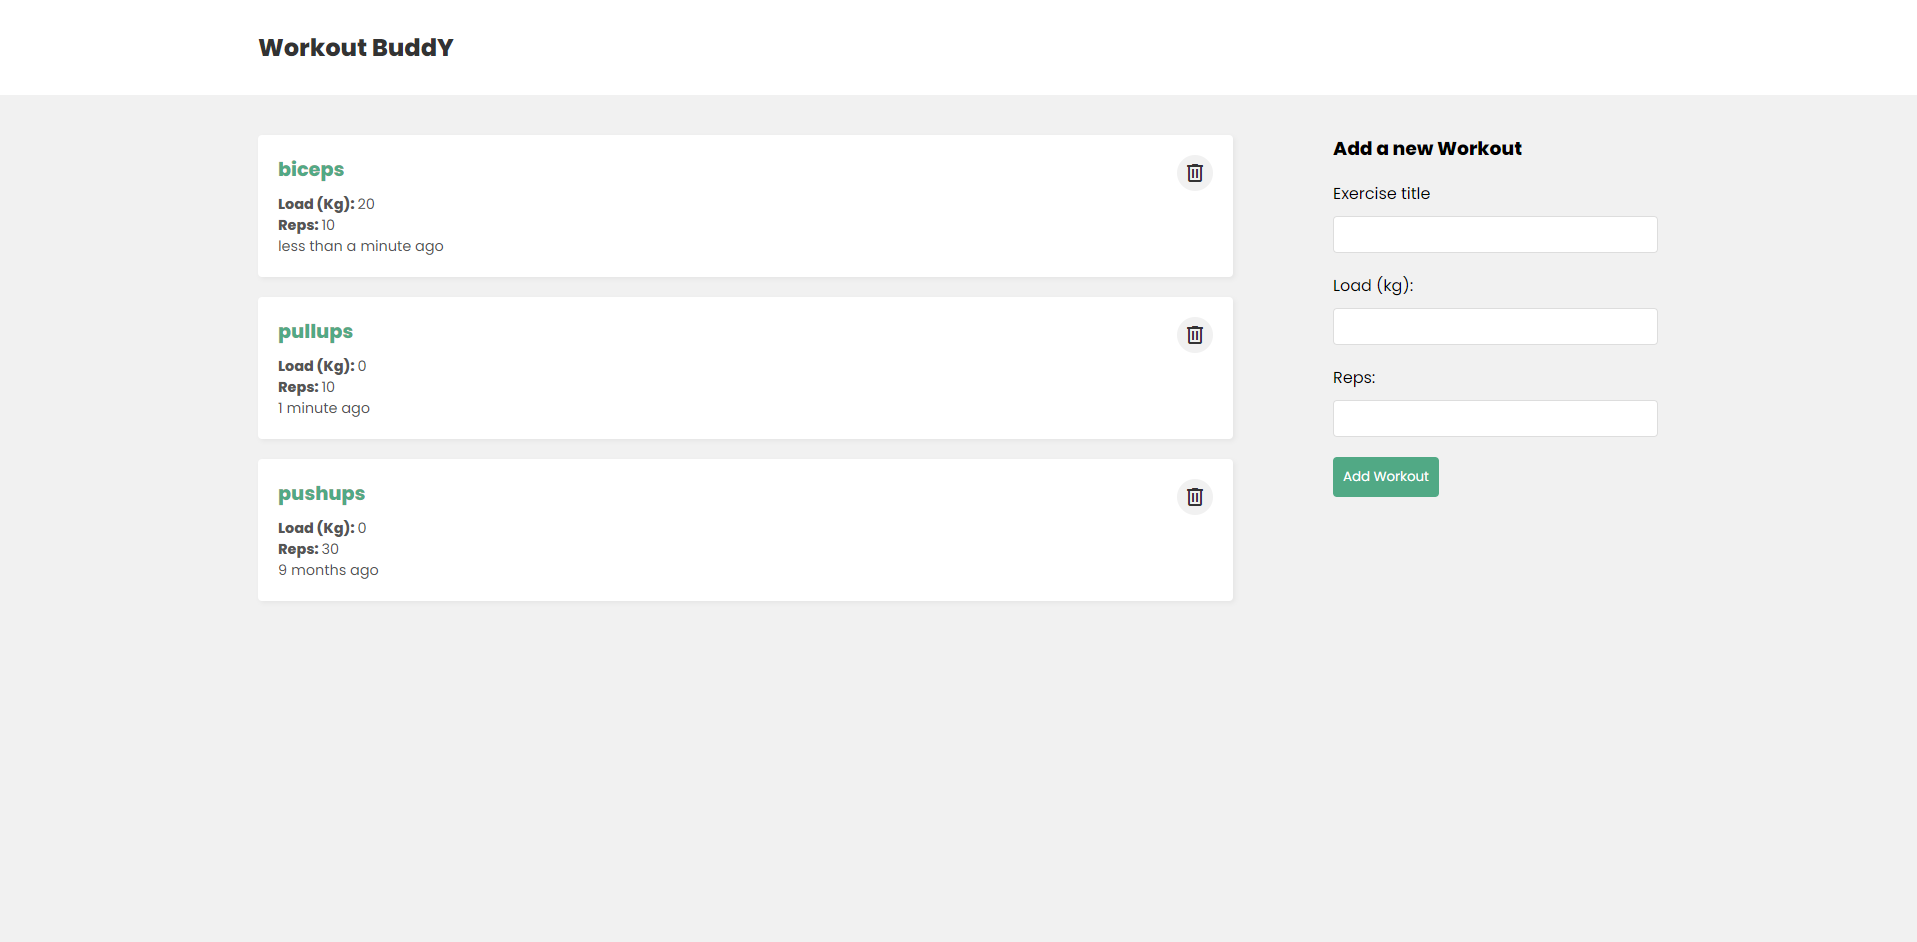 Workout BuddY
biceps
Load (Kg): 20
Reps: 10
less than a minute ago
pullups
Load (Kg): 0
Reps: 10
1 minute ago
pushups
Load (Kg): 0
Reps: 30
9 months ago
Add a new Workout
Exercise title
Load (kg):
Reps:
Add Workout